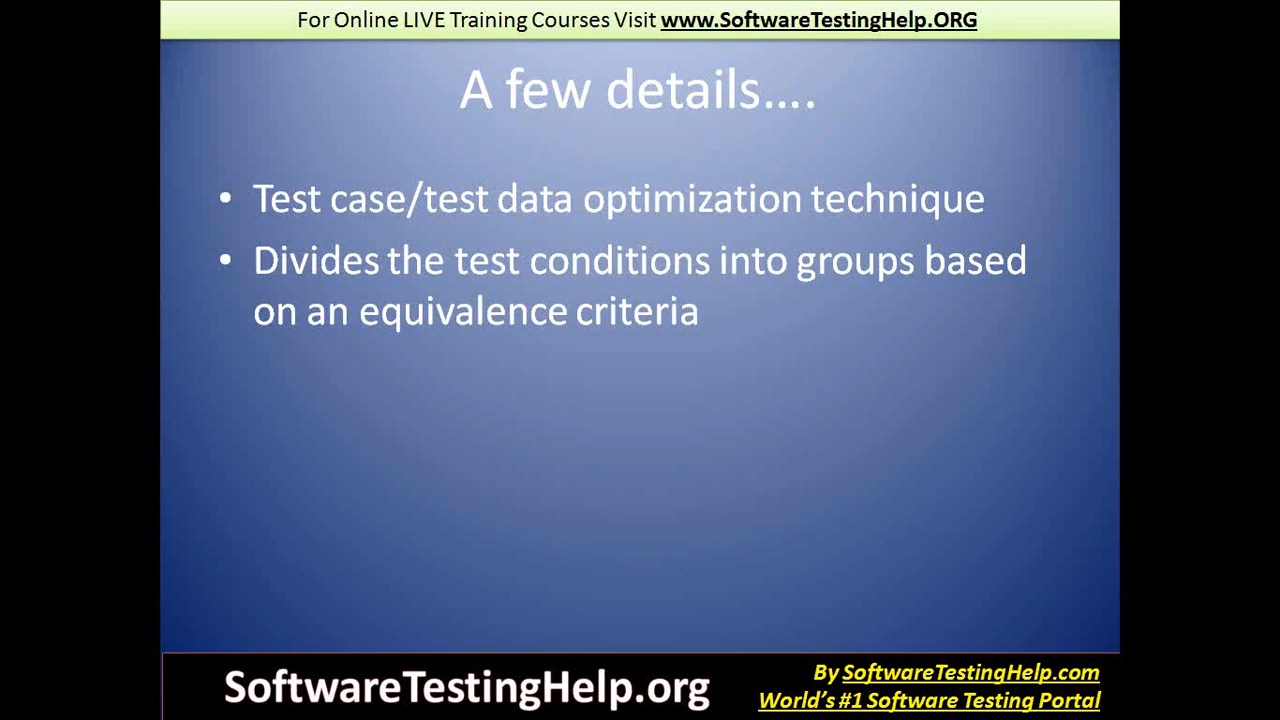 For Online LIVE Training Courses Visit www.SoftwareTestingHelp.ORG
A few details….
• Test case/test data optimization technique
• Divides the test conditions into groups based
on an equivalence criteria
SoftwareTestingHelp.org
By SoftwareTestingHelp.com
World’s #1 Software Testing Portal